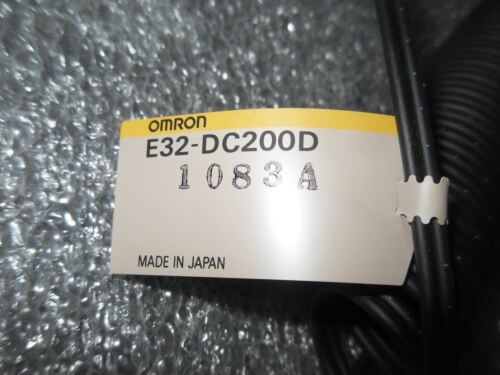 OMRON
E32-DC200D
1083A
MADE IN JAPAN